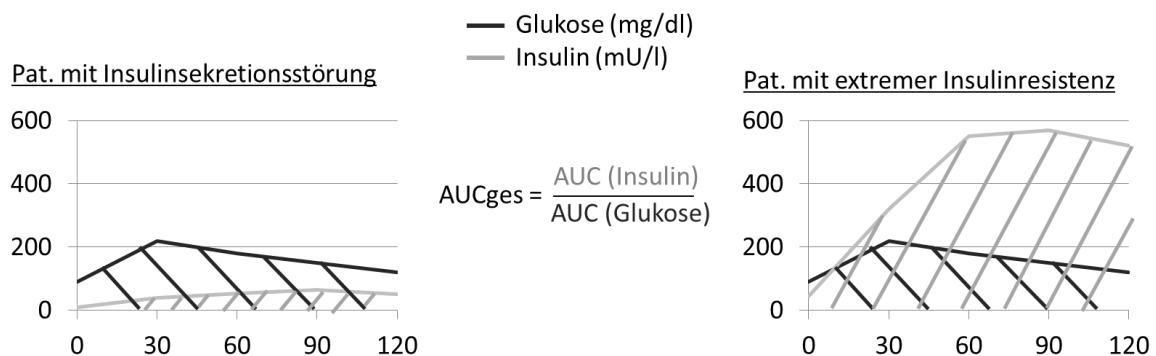 Glukose (mg/dl)
Insulin (mU/l)
Pat. mit Insulinsekretionsstörung
600
400
200
0
0 30 60 90 120
AUCges = AUC (Insulin)
AUC (Glukose)
Pat. mit extremer Insulinresistenz
600
400
200
0
0 30 60 90 120